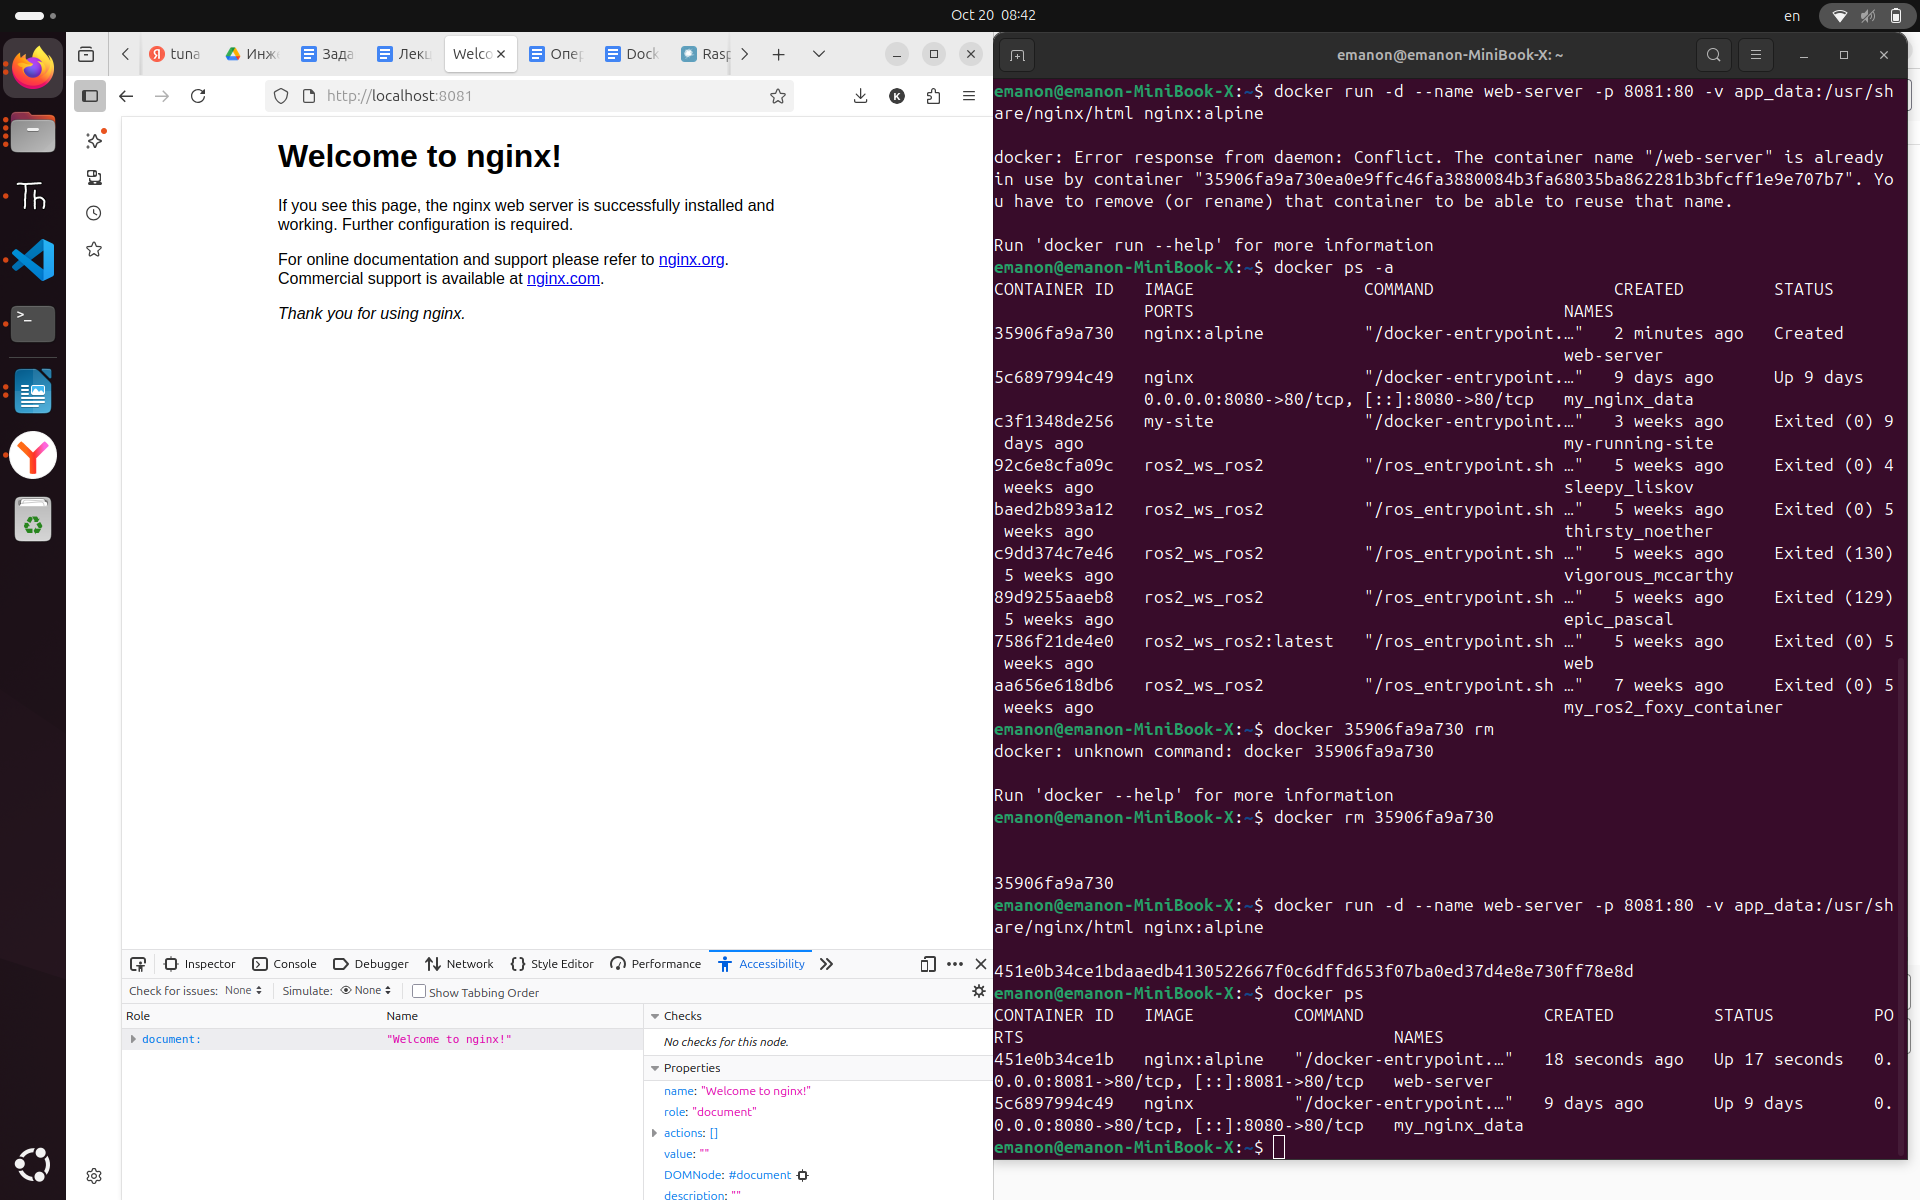 Oct 20  08:42
en
tuna
Инже
Зада
Лекц
Welco
Опер
Dock
Rasp
http://localhost:8081
K
Welcome to nginx!
If you see this page, the nginx web server is successfully installed and
working. Further configuration is required.
For online documentation and support please refer to nginx.org.
Commercial support is available at nginx.com.
Thank you for using nginx.
Inspector
Console
Debugger
Network
Style Editor
Performance
Accessibility
Check for issues: None
Simulate: None
Show Tabbing Order
Role
Name
document:
"Welcome to nginx!"
Checks
No checks for this node.
Properties
name: "Welcome to nginx!"
role: "document"
actions: []
value: ""
DOMNode: #document
description: ""
emanon@emanon-MiniBook-X: ~
emanon@emanon-MiniBook-X:~$ docker run -d --name web-server -p 8081:80 -v app_data:/usr/sh
are/nginx/html nginx:alpine
docker: Error response from daemon: Conflict. The container name "/web-server" is already
in use by container "35906fa9a730ea0e9ffc46fa3880084b3fa68035ba862281b3bfcff1e9e707b7". Yo
u have to remove (or rename) that container to be able to reuse that name.
Run 'docker run --help' for more information
emanon@emanon-MiniBook-X:~$ docker ps -a
CONTAINER ID   IMAGE                 COMMAND                  CREATED         STATUS
PORTS                                     NAMES
35906fa9a730   nginx:alpine          "/docker-entrypoint.…"   2 minutes ago   Created
web-server
5c6897994c49   nginx                 "/docker-entrypoint.…"   9 days ago      Up 9 days
0.0.0.0:8080->80/tcp, [::]:8080->80/tcp   my_nginx_data
c3f1348de256   my-site               "/docker-entrypoint.…"   3 weeks ago     Exited (0) 9
days ago                                                my-running-site
92c6e8cfa09c   ros2_ws_ros2          "/ros_entrypoint.sh …"   5 weeks ago     Exited (0) 4
weeks ago                                               sleepy_liskov
baed2b893a12   ros2_ws_ros2          "/ros_entrypoint.sh …"   5 weeks ago     Exited (0) 5
weeks ago                                               thirsty_noether
c9dd374c7e46   ros2_ws_ros2          "/ros_entrypoint.sh …"   5 weeks ago     Exited (130)
5 weeks ago                                             vigorous_mccarthy
89d9255aaeb8   ros2_ws_ros2          "/ros_entrypoint.sh …"   5 weeks ago     Exited (129)
5 weeks ago                                             epic_pascal
7586f21de4e0   ros2_ws_ros2:latest   "/ros_entrypoint.sh …"   5 weeks ago     Exited (0) 5
weeks ago                                               web
aa656e618db6   ros2_ws_ros2          "/ros_entrypoint.sh …"   7 weeks ago     Exited (0) 5
weeks ago                                               my_ros2_foxy_container
emanon@emanon-MiniBook-X:~$ docker 35906fa9a730 rm
docker: unknown command: docker 35906fa9a730
Run 'docker --help' for more information
emanon@emanon-MiniBook-X:~$ docker rm 35906fa9a730
35906fa9a730
emanon@emanon-MiniBook-X:~$ docker run -d --name web-server -p 8081:80 -v app_data:/usr/sh
are/nginx/html nginx:alpine
451e0b34ce1bdaaedb4130522667f0c6dffd653f07ba0ed37d4e8e730ff78e8d
emanon@emanon-MiniBook-X:~$ docker ps
CONTAINER ID   IMAGE          COMMAND                  CREATED          STATUS          PO
RTS                                     NAMES
451e0b34ce1b   nginx:alpine   "/docker-entrypoint.…"   18 seconds ago   Up 17 seconds   0.
0.0.0:8081->80/tcp, [::]:8081->80/tcp   web-server
5c6897994c49   nginx          "/docker-entrypoint.…"   9 days ago       Up 9 days       0.
0.0.0:8080->80/tcp, [::]:8080->80/tcp   my_nginx_data
emanon@emanon-MiniBook-X:~$